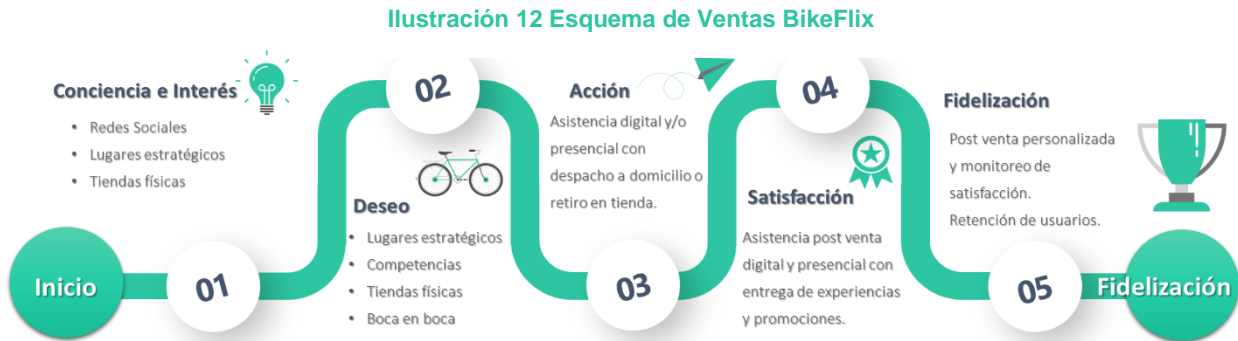 Ilustración 12 Esquema de Ventas BikeFlix
Inicio
01
Conciencia e Interés
• Redes Sociales
• Lugares estratégicos
• Tiendas físicas
02
Deseo
• Lugares estratégicos
• Competencias
• Tiendas físicas
• Boca en boca
03
Acción
Asistencia digital y/o
presencial con
despacho a domicilio o
retiro en tienda.
04
Satisfacción
Asistencia post venta
digital y presencial con
entrega de experiencias
y promociones.
05
Fidelización
Post venta personalizada
y monitoreo de
satisfacción.
Retención de usuarios.
Fidelización